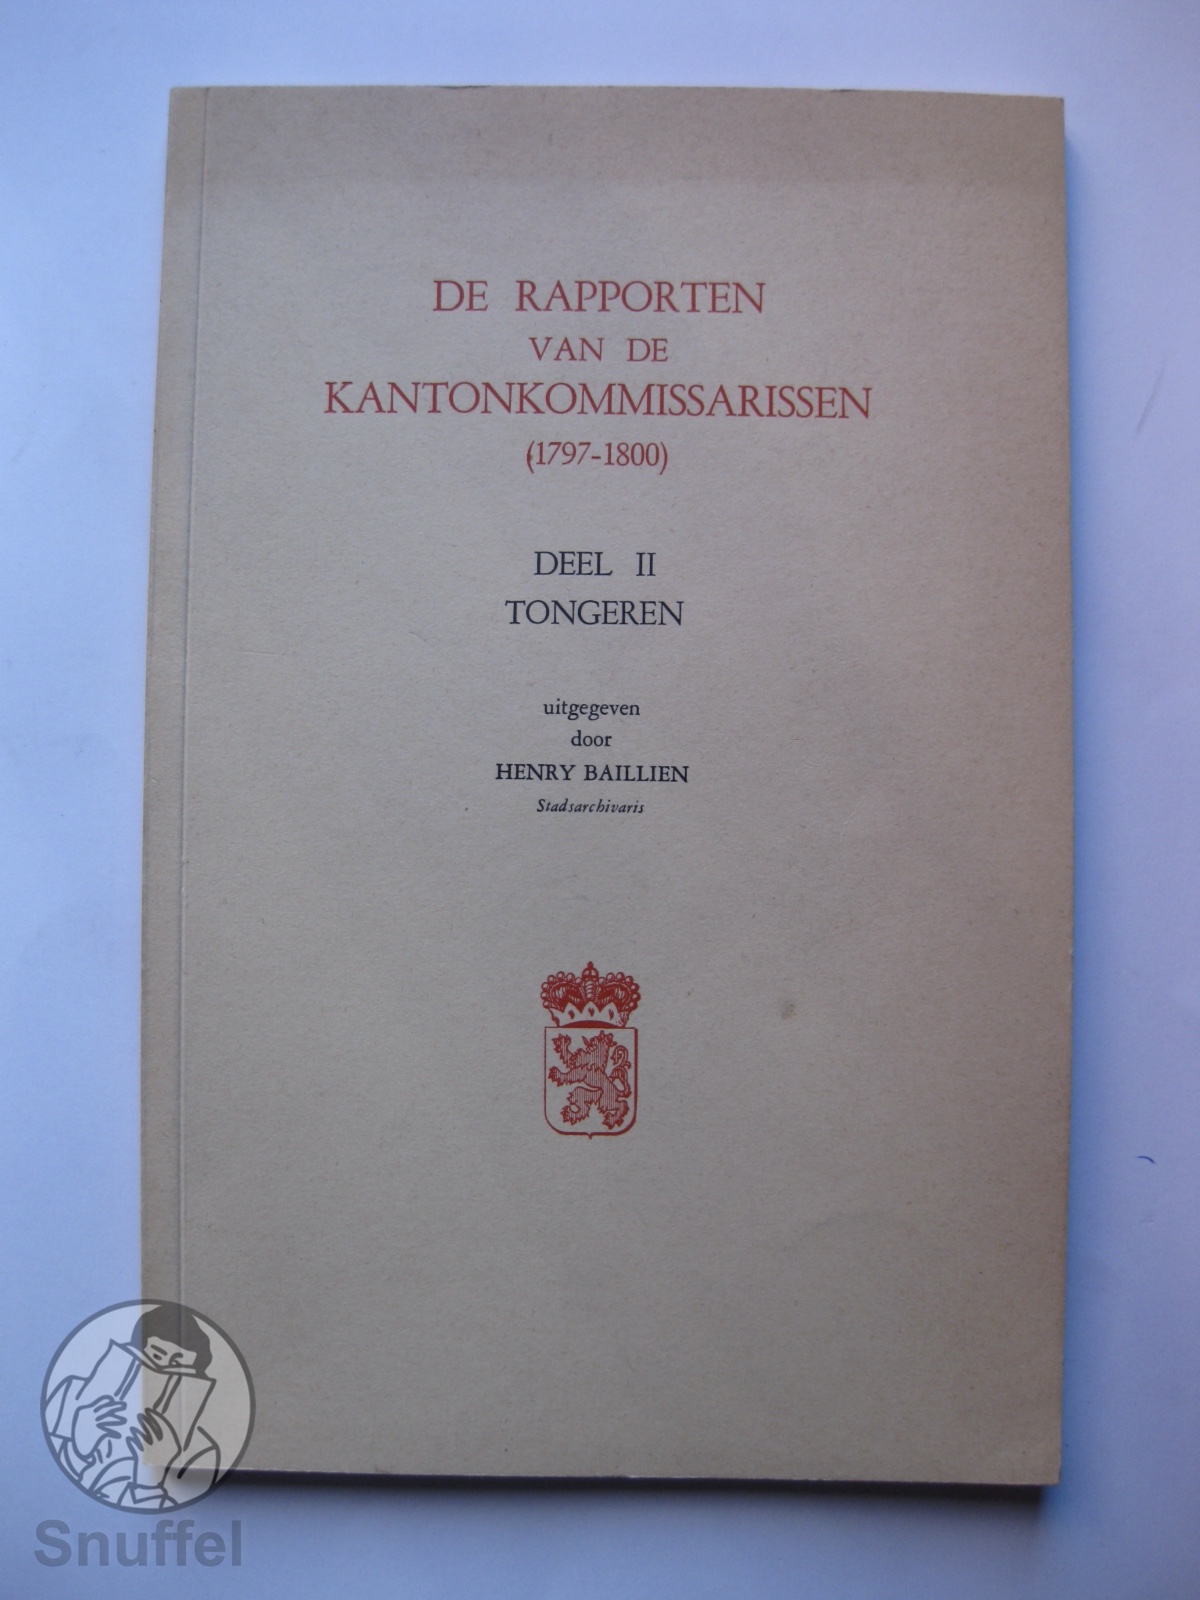 DE RAPPORTEN
VAN DE
KANTONKOMMISSARISSEN
(1797-1800)
DEEL II
TONGEREN
uitgegeven
door
HENRY BAILLIEN
Stadsarchivaris
Snuffel